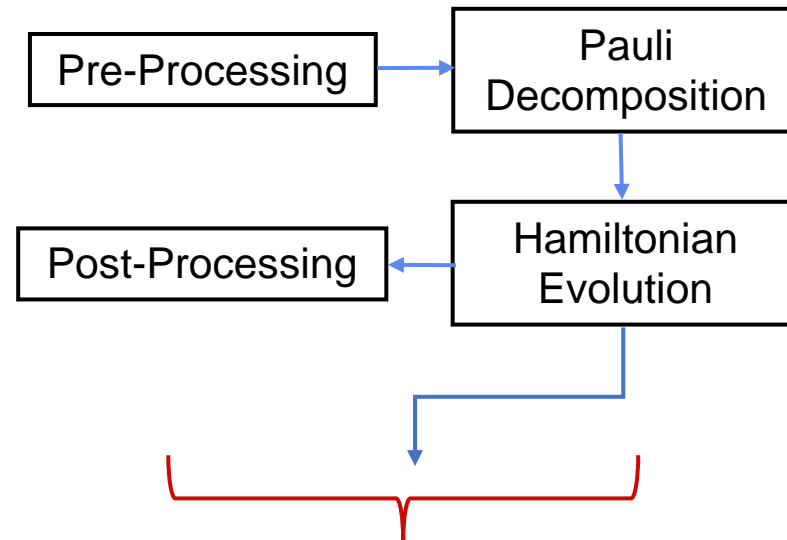 Pre-Processing
Pauli
Decomposition
Post-Processing
Hamiltonian
Evolution